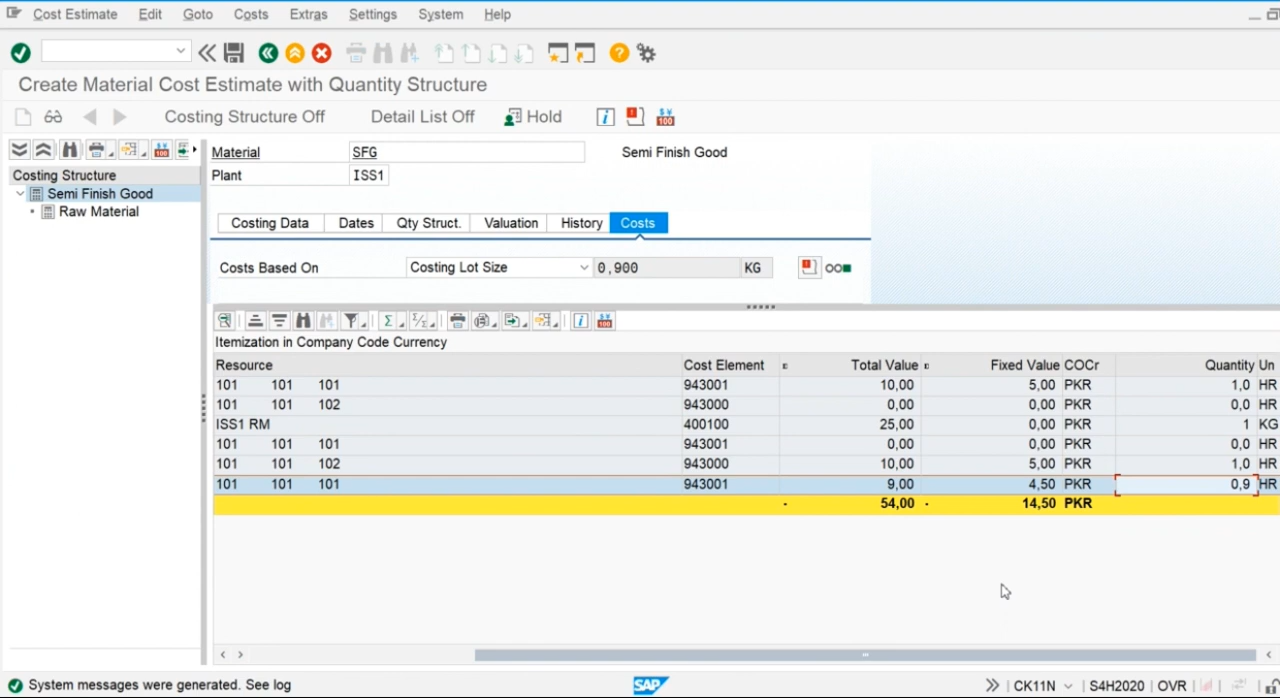 Cost Estimate Edit Goto Costs Extras Settings System Help
Create Material Cost Estimate with Quantity Structure
Costing Structure Off Detail List Off Hold
Material SFG Semi Finish Good
Costing Structure
Plant ISS1
Semi Finish Good
Raw Material
Costing Data Dates Qty Struct. Valuation History Costs
Costs Based On Costing Lot Size 0,900 KG
Itemization in Company Code Currency
Resource Cost Element Total Value Fixed Value COCr Quantity Un
101 101 101 943001 10,00 5,00 PKR 1,0 HR
101 101 102 943000 0,00 0,00 PKR 0,0 HR
ISS1 RM 400100 25,00 0,00 PKR 1 KG
101 101 101 943001 0,00 0,00 PKR 0,0 HR
101 101 102 943000 10,00 5,00 PKR 1,0 HR
101 101 101 943001 9,00 4,50 PKR 0,9 HR
54,00 14,50 PKR
System messages were generated. See log SAP CK11N S4H2020 OVR